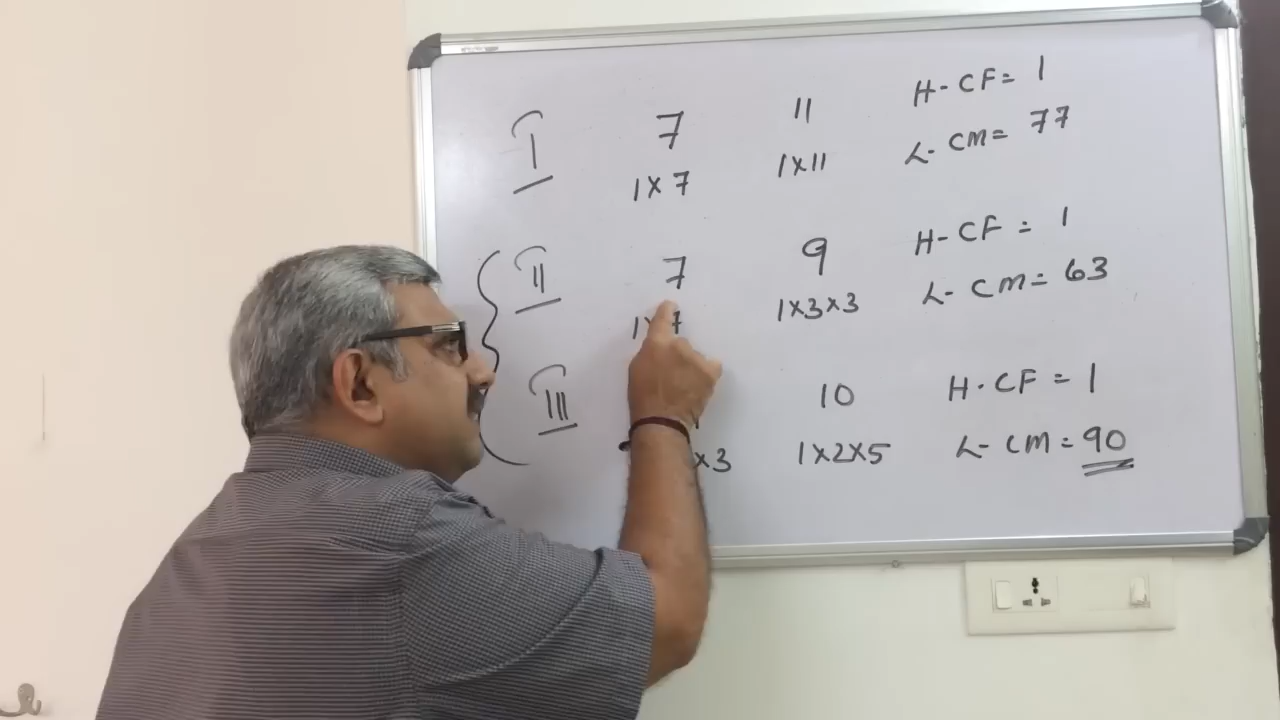 I 7 11 H-CF= 1
1x7 1x11 L-CM= 77
II 7 9 H-CF = 1
1x7 1x3x3 L-CM= 63
III 10 H.CF = 1
x3 1x2x5 L-CM= 90